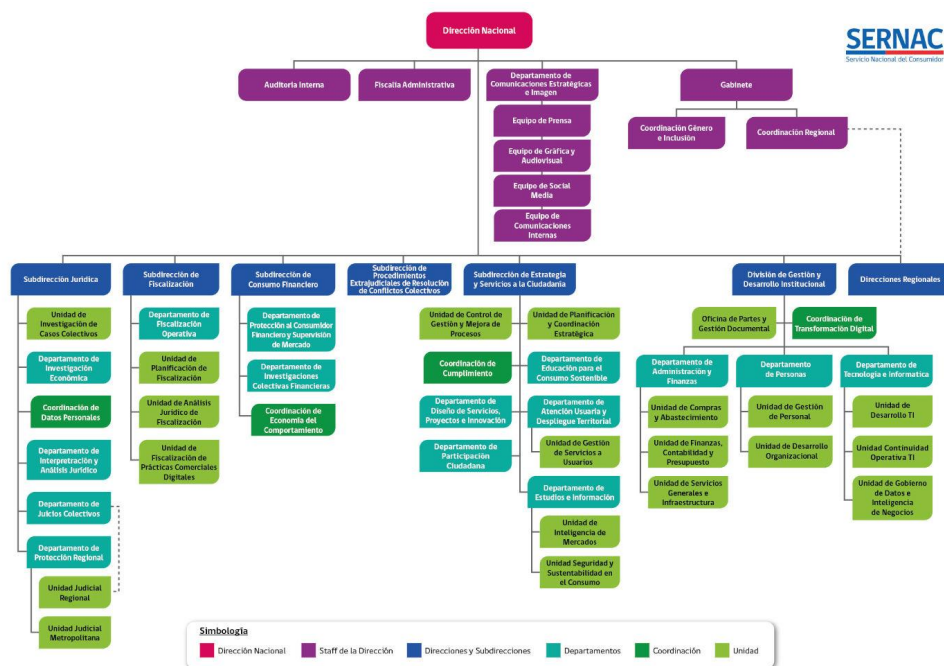 Dirección Nacional
SERNAC
Servicio Nacional del Consumidor
Auditoria Interna
Fiscalía Administrativa
Departamento de
Comunicaciones Estratégicas
e Imagen
Gabinete
Equipo de Prensa
Equipo de Gráfica y
Audiovisual
Equipo de Social
Media
Equipo de
Comunicaciones
Internas
Coordinación Género
e Inclusión
Coordinación Regional
Subdirección Jurídica
Subdirección de
Fiscalización
Subdirección de
Consumo Financiero
Subdirección de
Procedimientos
Extrajudiciales de Resolución
de Conflictos Colectivos
Subdirección de Estrategia
y Servicios a la Ciudadanía
División de Gestión y
Desarrollo Institucional
Direcciones Regionales
Unidad de
Investigación de
Casos Colectivos
Departamento de
Investigación
Económica
Coordinación de
Datos Personales
Departamento de
Interpretación y
Análisis Jurídico
Departamento de
Juicios Colectivos
Departamento de
Protección Regional
Unidad Judicial
Regional
Unidad Judicial
Metropolitana
Departamento de
Fiscalización
Operativa
Unidad de
Planificación de
Fiscalización
Unidad de Análisis
Jurídico de
Fiscalización
Unidad de
Fiscalización de
Prácticas Comerciales
Digitales
Departamento de
Protección al Consumidor
Financiero y Supervisión
de Mercado
Departamento de
Investigaciones
Colectivas Financieras
Coordinación de
Economía del
Comportamiento
Unidad de Control de
Gestión y Mejora de
Procesos
Coordinación de
Cumplimiento
Departamento de
Diseño de Servicios,
Proyectos e Innovación
Departamento de
Participación
Ciudadana
Unidad de Planificación
y Coordinación
Estratégica
Departamento de
Educación para el
Consumo Sostenible
Departamento de
Atención Usuaria y
Despliegue Territorial
Unidad de Gestión
de Servicios a
Usuarios
Departamento de
Estudios e Información
Unidad de
Inteligencia de
Mercados
Unidad Seguridad y
Sustentabilidad en
el Consumo
Oficina de Partes y
Gestión Documental
Coordinación de
Transformación Digital
Departamento de
Administración y
Finanzas
Unidad de Compras
y Abastecimiento
Unidad de Finanzas,
Contabilidad y
Presupuesto
Unidad de Servicios
Generales e
Infraestructura
Departamento
de Personas
Unidad de Gestión
de Personal
Unidad de Desarrollo
Organizacional
Departamento de
Tecnología e informatica
Unidad de
Desarrollo TI
Unidad Continuidad
Operativa TI
Unidad de Gobierno
de Datos e
Inteligencia
de Negocios
Simbología
Dirección Nacional
Staff de la Dirección
Direcciones y Subdirecciones
Departamentos
Coordinación
Unidad